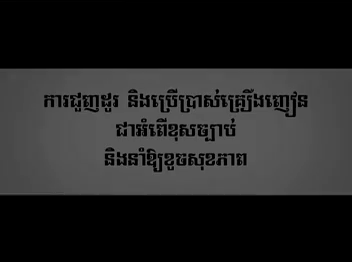 ការជួញដូរ និងប្រើប្រាស់គ្រឿងញៀន
ជាអំពើខុសច្បាប់
និងនាំឱ្យខូចសុខភាព